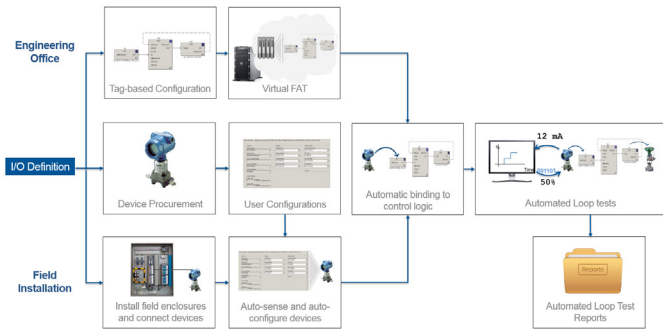 Engineering
Office
Tag-based Configuration
Virtual FAT
I/O Definition
Device Procurement
User Configurations
Automatic binding to
control logic
12 mA
Time
001101
50%
Automated Loop tests
Field
Installation
Install field enclosures
and connect devices
Auto-sense and auto-
configure devices
Reports
Automated Loop Test
Reports